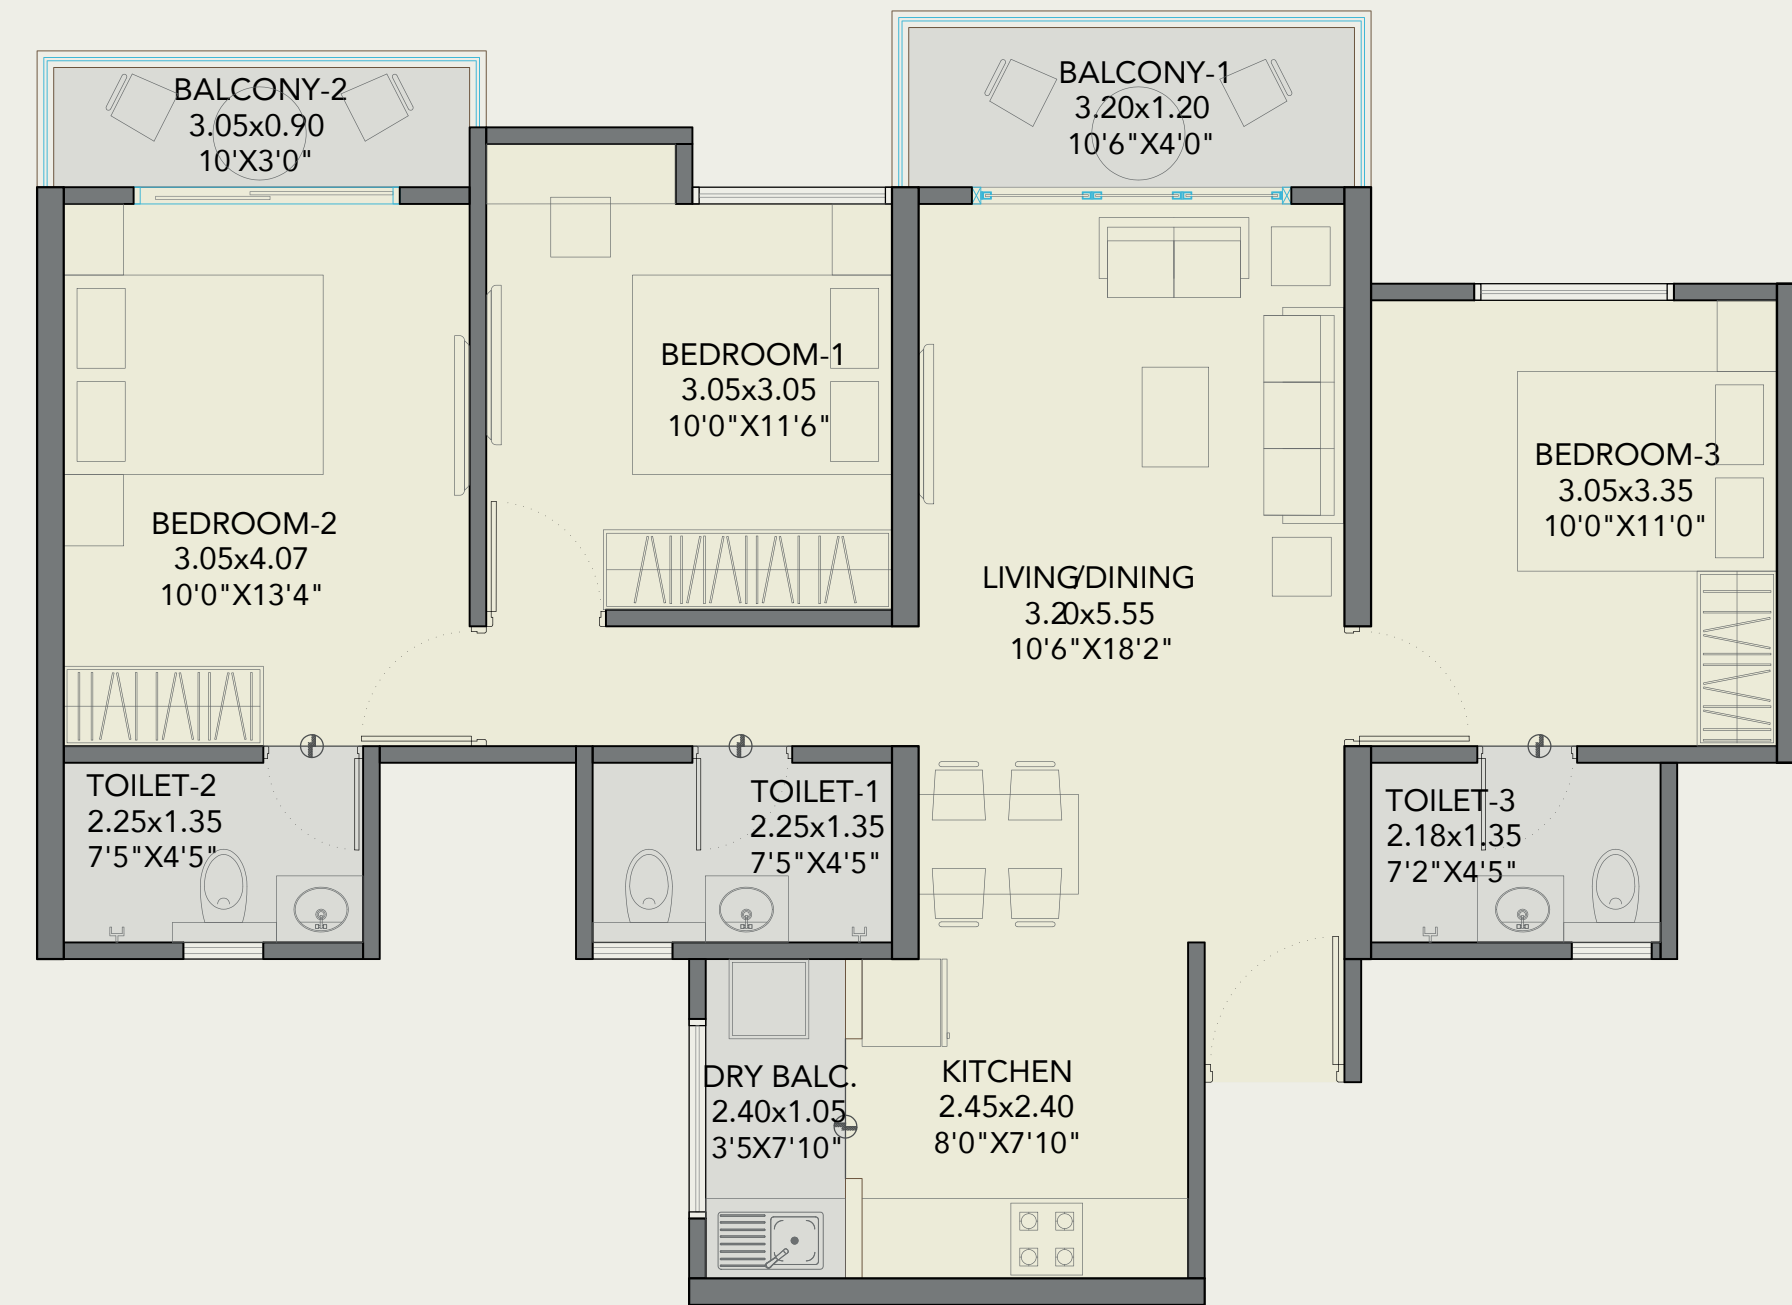 BALCONY-2
3.05x0.90
10'X3'0"
BALCONY-1
3.20x1.20
10'6"X4'0"
BEDROOM-1
3.05x3.05
10'0"X11'6"
BEDROOM-2
3.05x4.07
10'0"X13'4"
LIVING/DINING
3.20x5.55
10'6"X18'2"
BEDROOM-3
3.05x3.35
10'0"X11'0"
TOILET-2
2.25x1.35
7'5"X4'5"
TOILET-1
2.25x1.35
7'5"X4'5"
TOILET-3
2.18x1.35
7'2"X4'5"
DRY BALC.
2.40x1.05
3'5X7'10"
KITCHEN
2.45x2.40
8'0"X7'10"